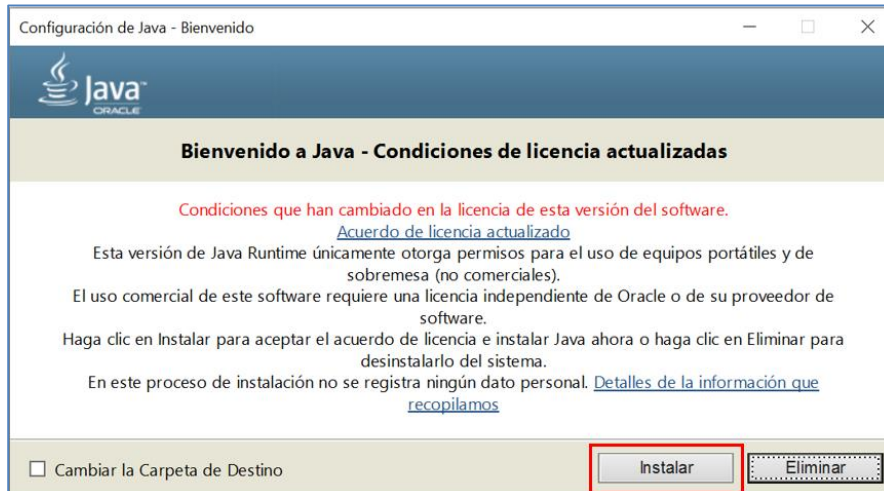 Configuración de Java - Bienvenido
Java™
ORACLE
Bienvenido a Java - Condiciones de licencia actualizadas
Condiciones que han cambiado en la licencia de esta versión del software.
Acuerdo de licencia actualizado
Esta versión de Java Runtime únicamente otorga permisos para el uso de equipos portátiles y de
sobremesa (no comerciales).
El uso comercial de este software requiere una licencia independiente de Oracle o de su proveedor de
software.
Haga clic en Instalar para aceptar el acuerdo de licencia e instalar Java ahora o haga clic en Eliminar para
desinstalarlo del sistema.
En este proceso de instalación no se registra ningún dato personal. Detalles de la información que
recopilamos
Cambiar la Carpeta de Destino
Instalar
Eliminar